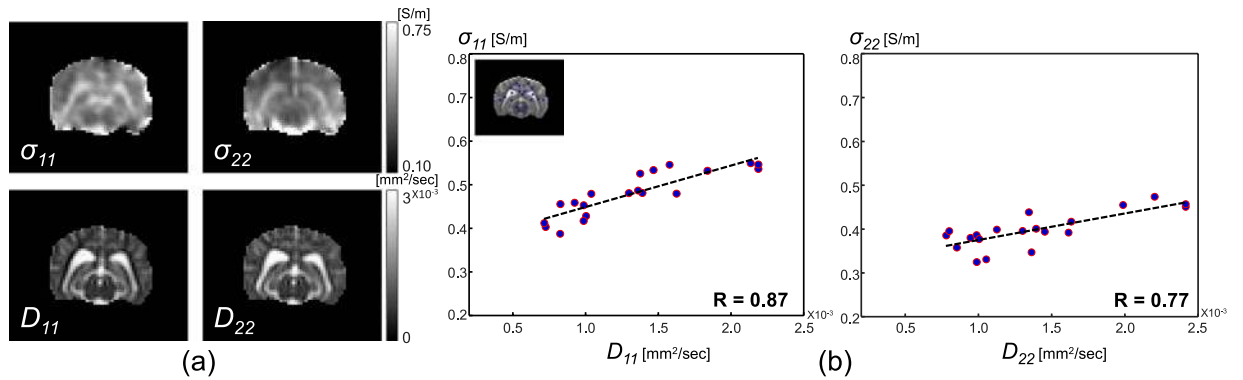 [S/m]
0.75
σ11
σ22
0.10
[mm²/sec]
3 X10⁻³
D11
D22
0
(a)
σ11 [S/m]
0.8
0.7
0.6
0.5
0.4
0.3
0.2
R = 0.87
X10⁻³
0.5 1.0 1.5 2.0 2.5
D11 [mm²/sec]
(b)
σ22 [S/m]
0.8
0.7
0.6
0.5
0.4
0.3
0.2
R = 0.77
X10⁻³
0.5 1.0 1.5 2.0 2.5
D22 [mm²/sec]